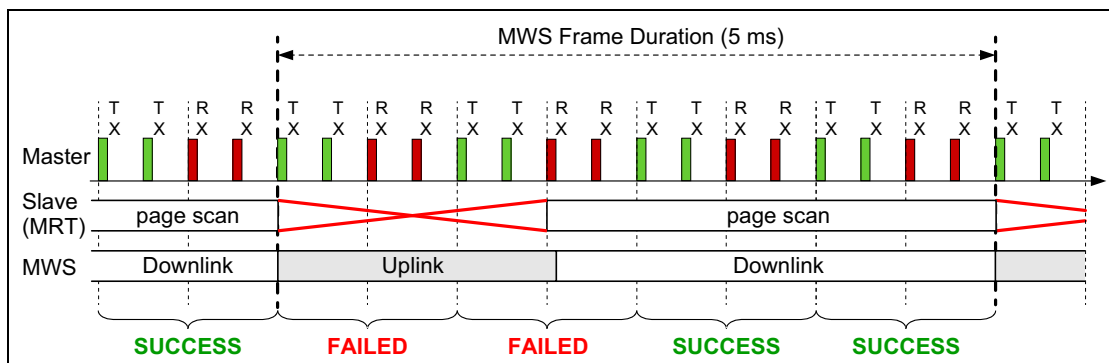 MWS Frame Duration (5 ms)
T T R R T T R R T T R R T T R R T T R R T T
X X X X X X X X X X X X X X X X X X X X X X
Master
Slave
(MRT)
page scan page scan
MWS Downlink Uplink Downlink
SUCCESS FAILED FAILED SUCCESS SUCCESS